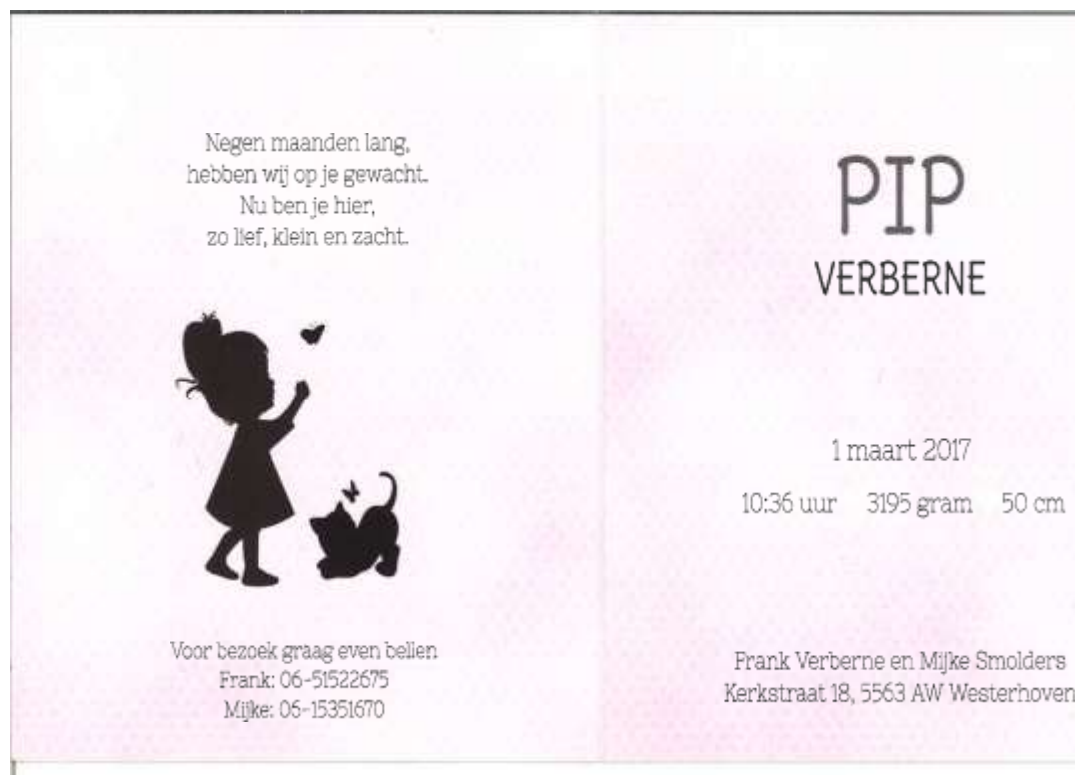 Negen maanden lang,
hebben wij op je gewacht.
Nu ben je hier,
zo lief, klein en zacht.
Voor bezoek graag even bellen
Frank: 06-51522675
Mijke: 06-15351670
PIP
VERBERNE
1 maart 2017
10:36 uur 3195 gram 50 cm
Frank Verberne en Mijke Smolders
Kerkstraat 18, 5563 AW Westerhoven